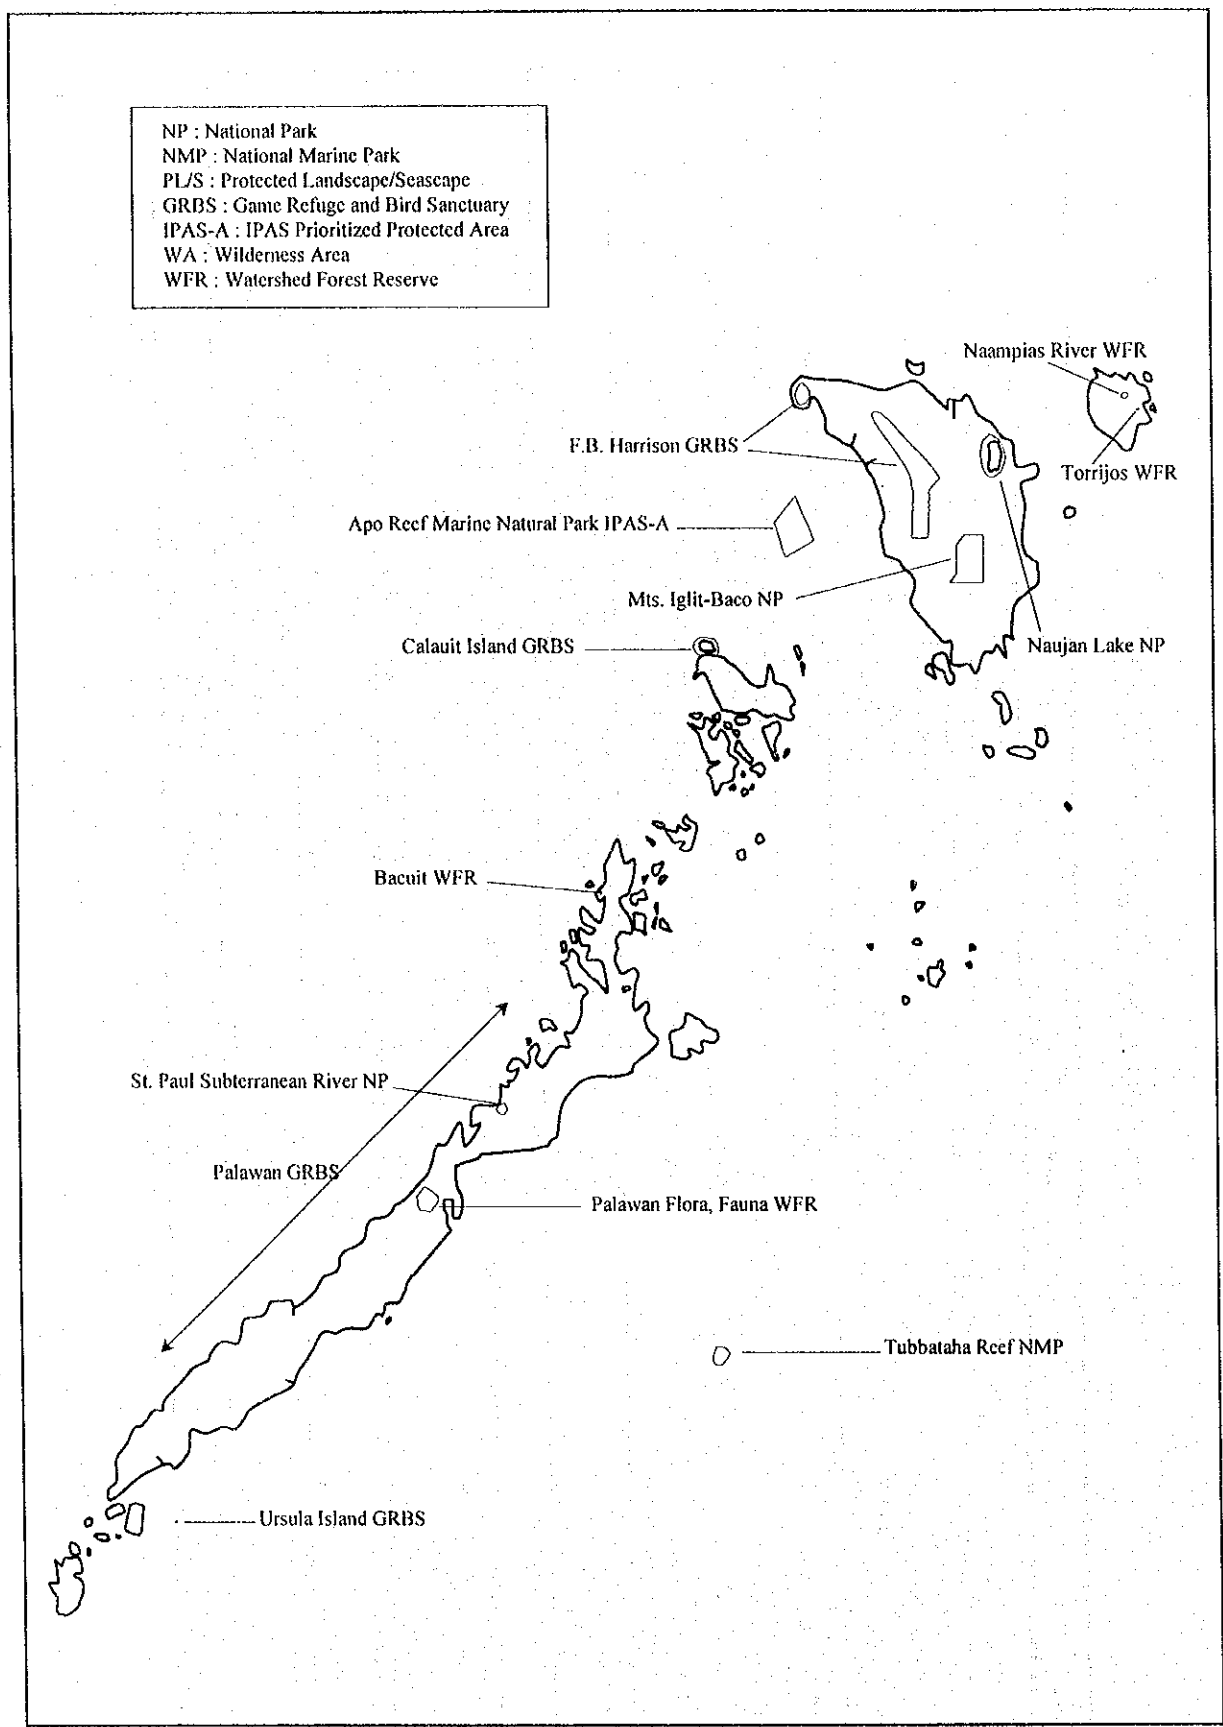 NP : National Park
NMP : National Marine Park
PL/S : Protected Landscape/Seascape
GRBS : Game Refuge and Bird Sanctuary
IPAS-A : IPAS Prioritized Protected Area
WA : Wilderness Area
WFR : Watershed Forest Reserve
Naampias River WFR
F.B. Harrison GRBS
Torrijos WFR
Apo Reef Marine Natural Park IPAS-A
Mts. Iglit-Baco NP
Calauit Island GRBS
Naujan Lake NP
Bacuit WFR
St. Paul Subterranean River NP
Palawan GRBS
Palawan Flora, Fauna WFR
Tubbataha Reef NMP
Ursula Island GRBS